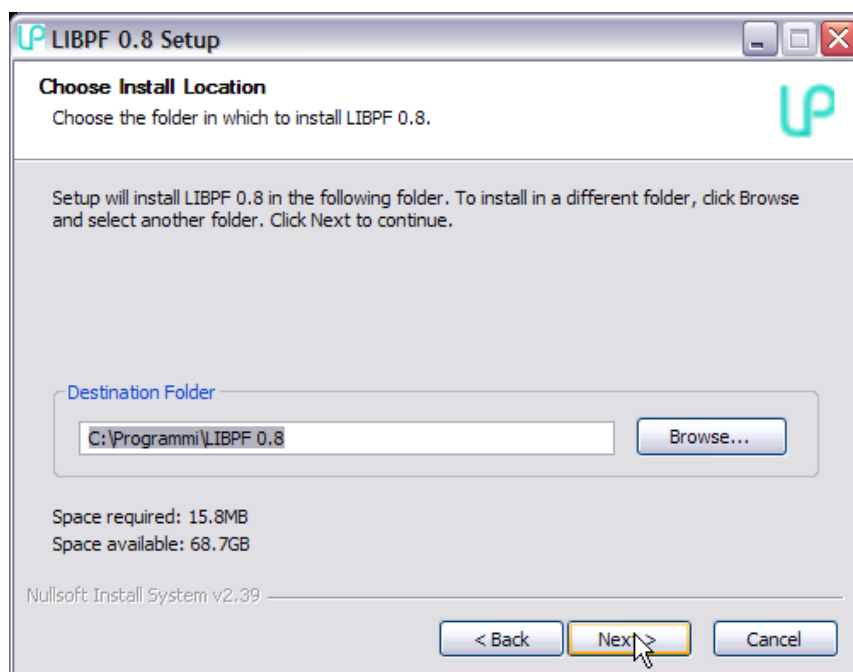 LIBPF 0.8 Setup
Choose Install Location
Choose the folder in which to install LIBPF 0.8.
Setup will install LIBPF 0.8 in the following folder. To install in a different folder, click Browse
and select another folder. Click Next to continue.
Destination Folder
C:\Programmi\LIBPF 0.8
Browse...
Space required: 15.8MB
Space available: 68.7GB
Nullsoft Install System v2.39
< Back
Next >
Cancel